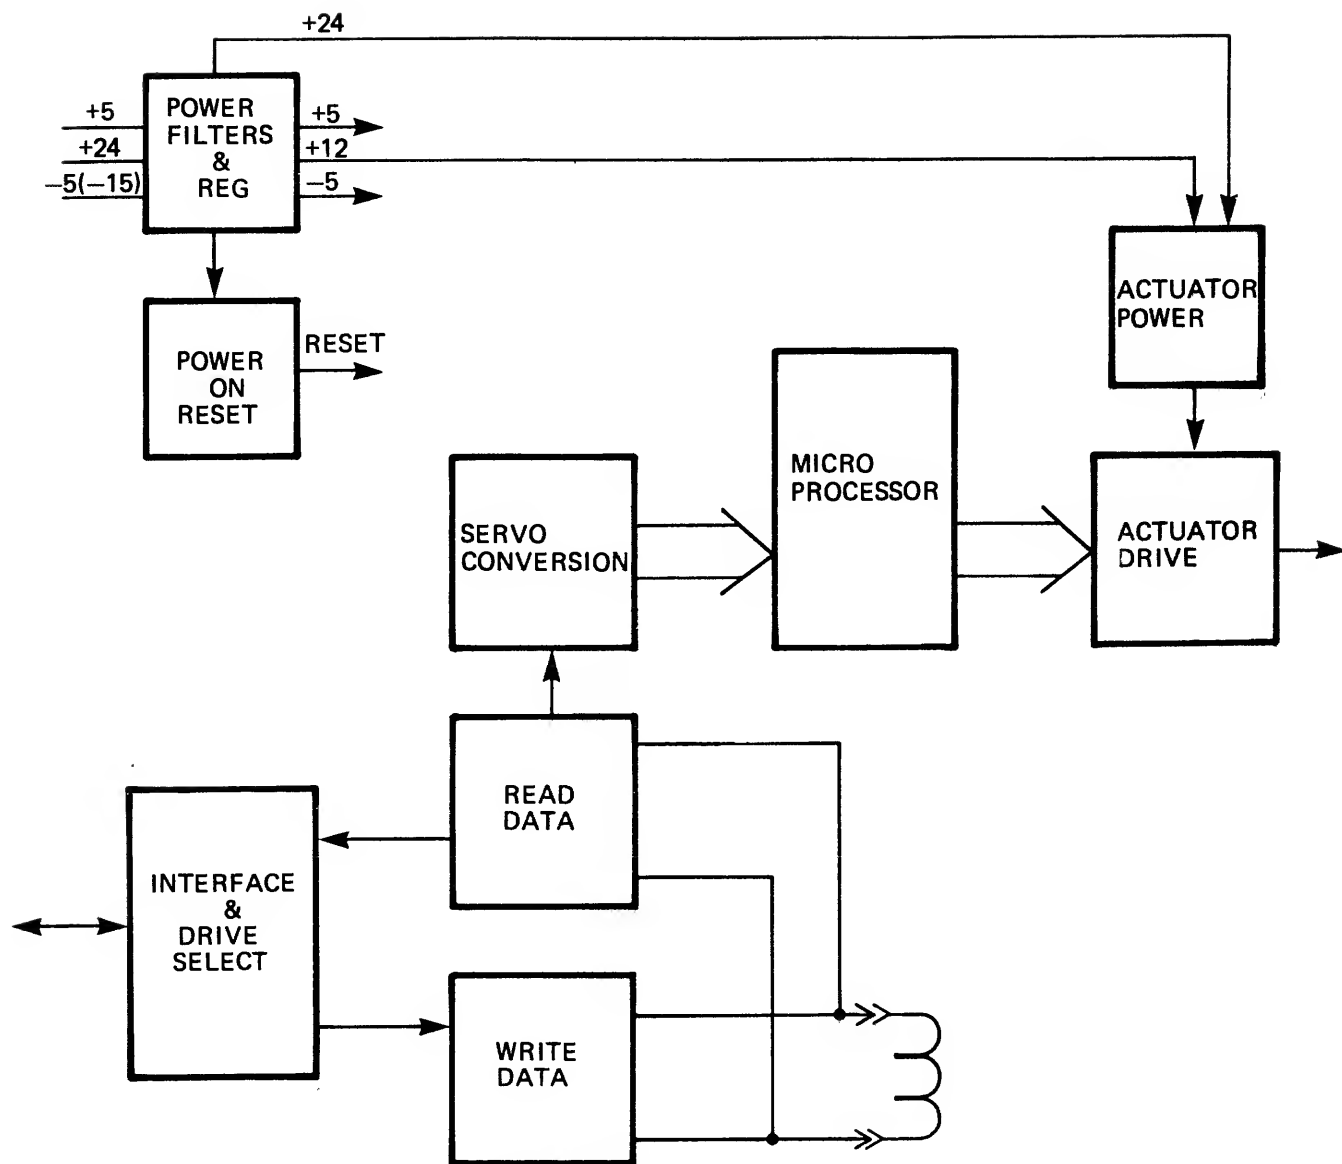 +24
POWER
FILTERS
&
REG
+5
+24
−5(−15)
+5
+12
−5
POWER
ON
RESET
RESET
ACTUATOR
POWER
SERVO
CONVERSION
MICRO
PROCESSOR
ACTUATOR
DRIVE
READ
DATA
INTERFACE
&
DRIVE
SELECT
WRITE
DATA